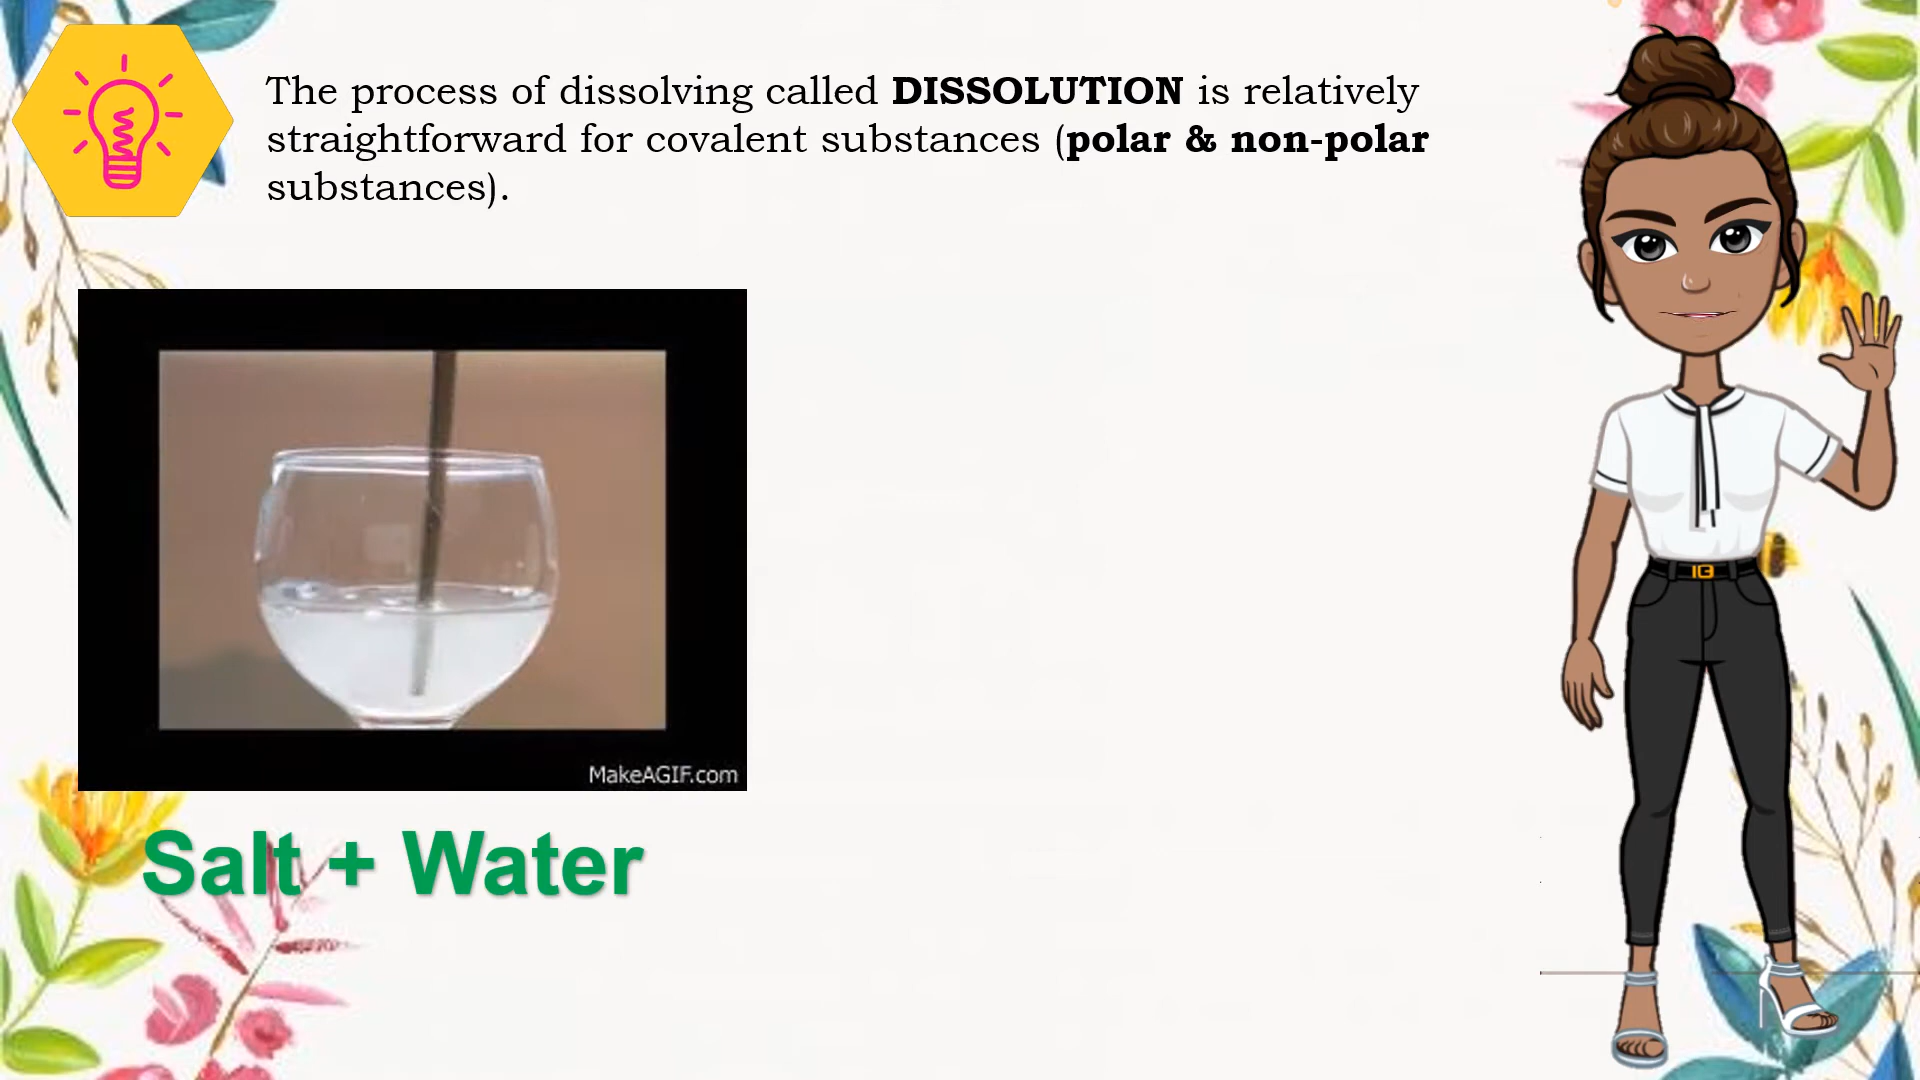 The process of dissolving called DISSOLUTION is relatively
straightforward for covalent substances (polar & non-polar
substances).
MakeAGIF.com
Salt + Water